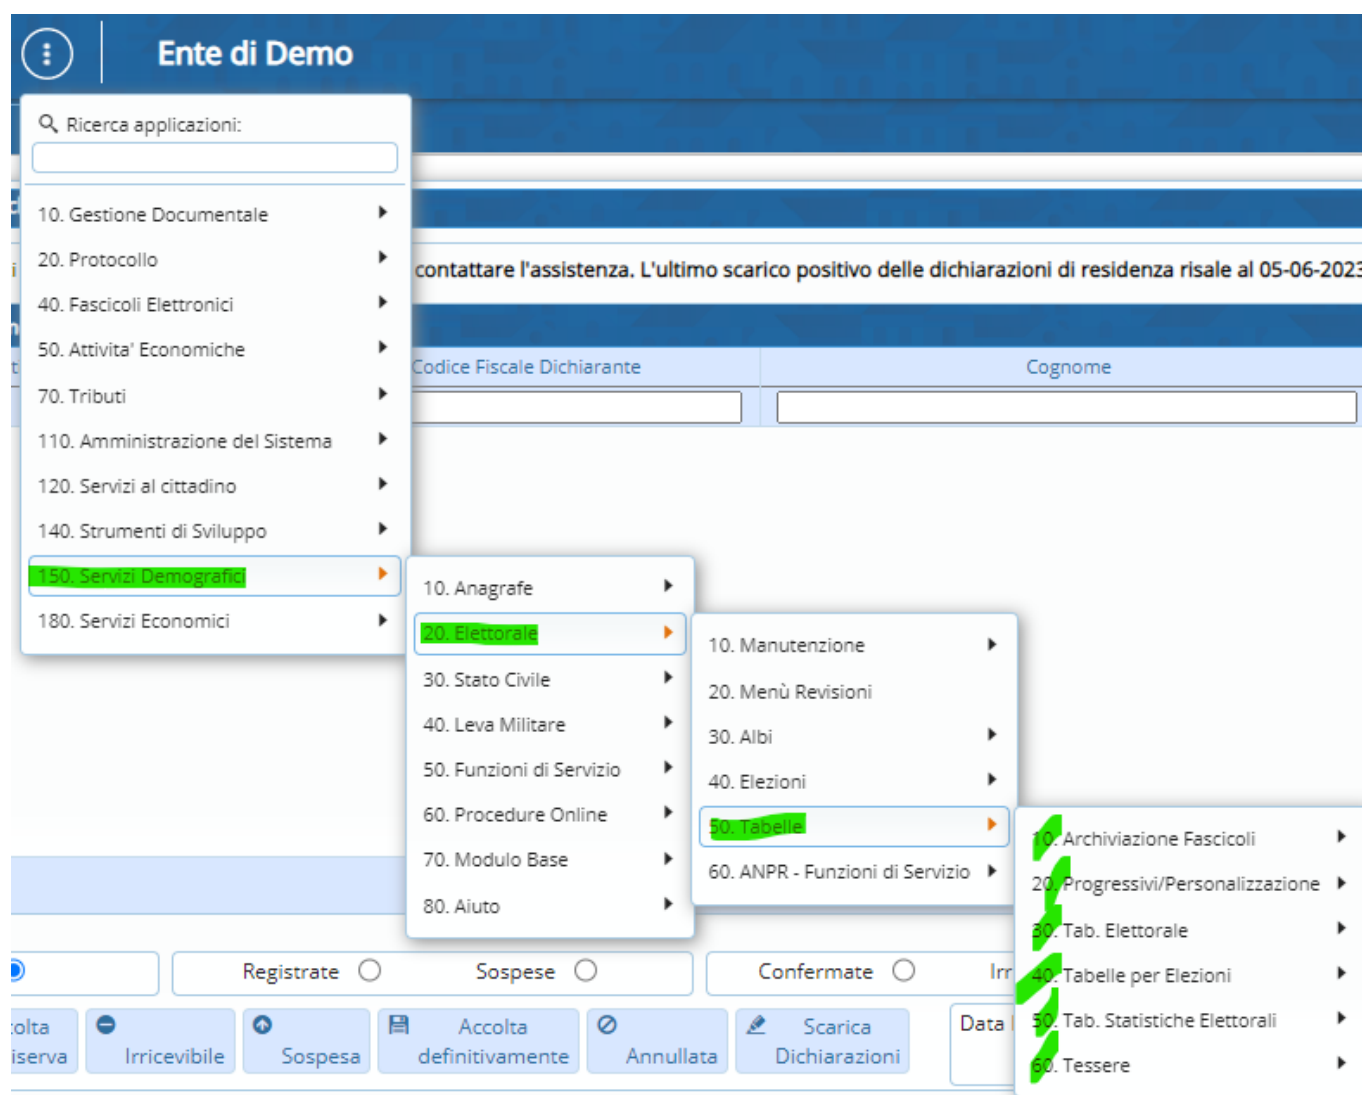 Ente di Demo
Ricerca applicazioni:
10. Gestione Documentale
20. Protocollo
40. Fascicoli Elettronici
50. Attivita' Economiche
70. Tributi
110. Amministrazione del Sistema
120. Servizi al cittadino
140. Strumenti di Sviluppo
150. Servizi Demografici
180. Servizi Economici
contattare l'assistenza. L'ultimo scarico positivo delle dichiarazioni di residenza risale al 05-06-2023
Codice Fiscale Dichiarante
Cognome
10. Anagrafe
20. Elettorale
30. Stato Civile
40. Leva Militare
50. Funzioni di Servizio
60. Procedure Online
70. Modulo Base
80. Aiuto
10. Manutenzione
20. Menù Revisioni
30. Albi
40. Elezioni
50. Tabelle
60. ANPR - Funzioni di Servizio
10. Archiviazione Fascicoli
20. Progressivi/Personalizzazione
30. Tab. Elettorale
40. Tabelle per Elezioni
50. Tab. Statistiche Elettorali
60. Tessere
Registrate
Sospese
Confermate
Irr
colta
iserva
Irricevibile
Sospesa
Accolta
definitivamente
Annullata
Scarica
Dichiarazioni
Data